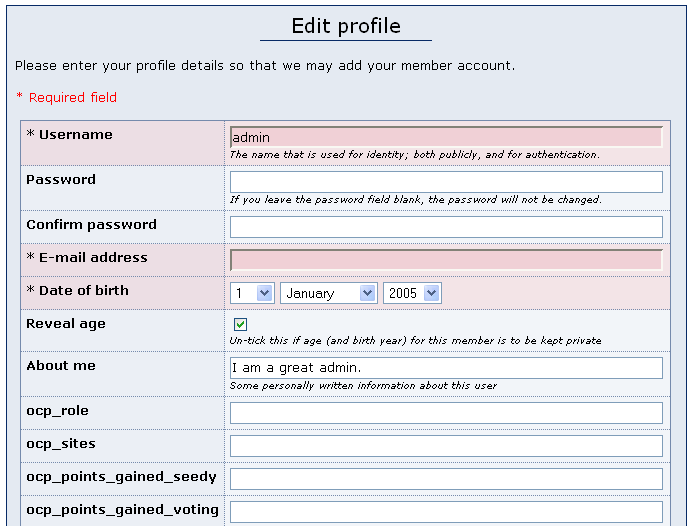 Edit profile
Please enter your profile details so that we may add your member account.
* Required field
* Username
admin
The name that is used for identity; both publicly, and for authentication.
Password
If you leave the password field blank, the password will not be changed.
Confirm password
* E-mail address
* Date of birth
1 January 2005
Reveal age
Un-tick this if age (and birth year) for this member is to be kept private
About me
I am a great admin.
Some personally written information about this user
ocp_role
ocp_sites
ocp_points_gained_seedy
ocp_points_gained_voting